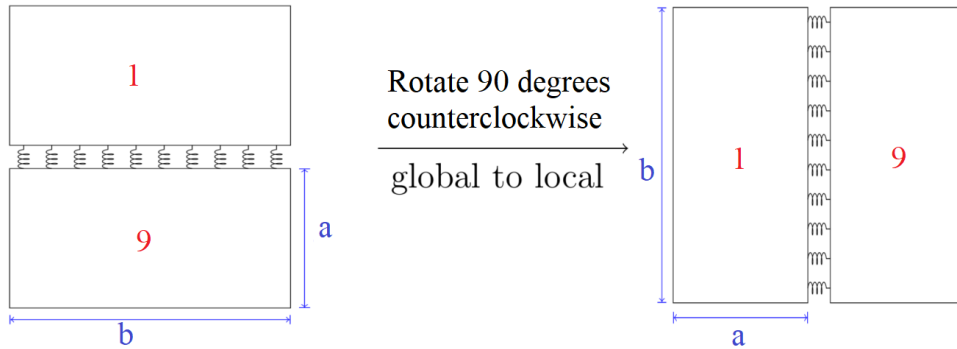 1
9
a
b
Rotate 90 degrees
counterclockwise
global to local
b
1
9
a